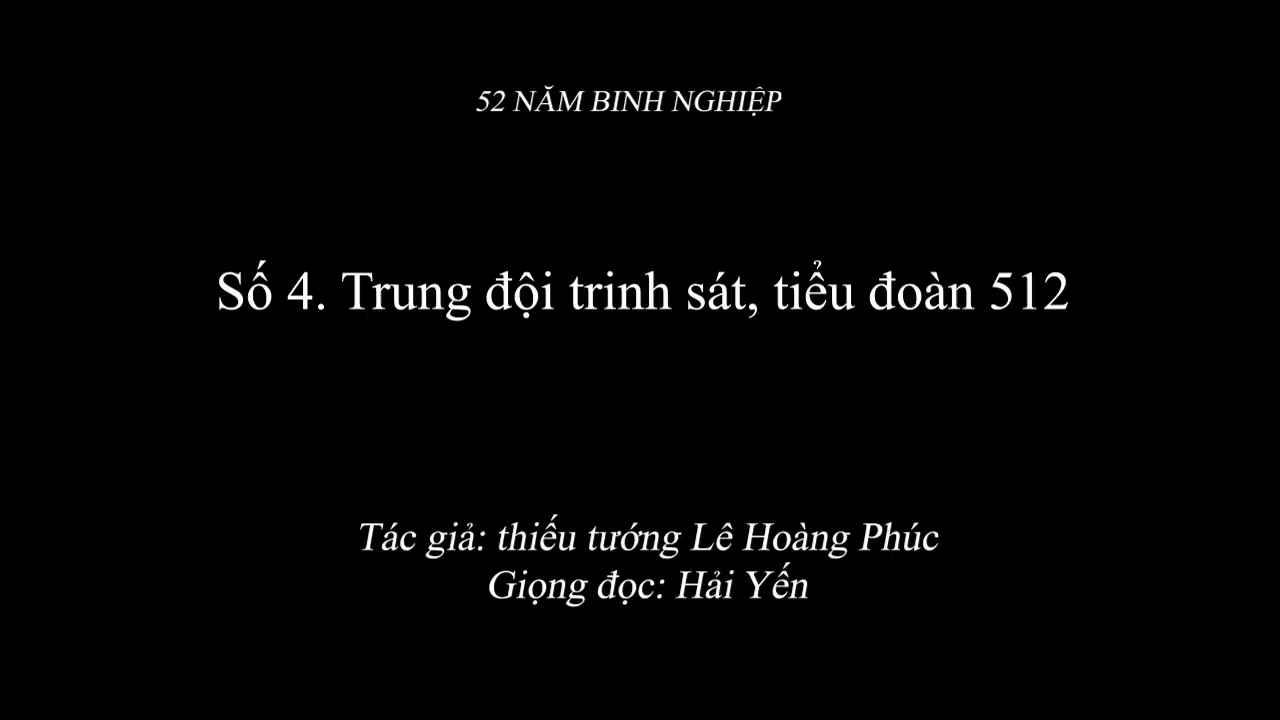 52 NĂM BINH NGHIỆP
Số 4. Trung đội trinh sát, tiểu đoàn 512
Tác giả: thiếu tướng Lê Hoàng Phúc
Giọng đọc: Hải Yến